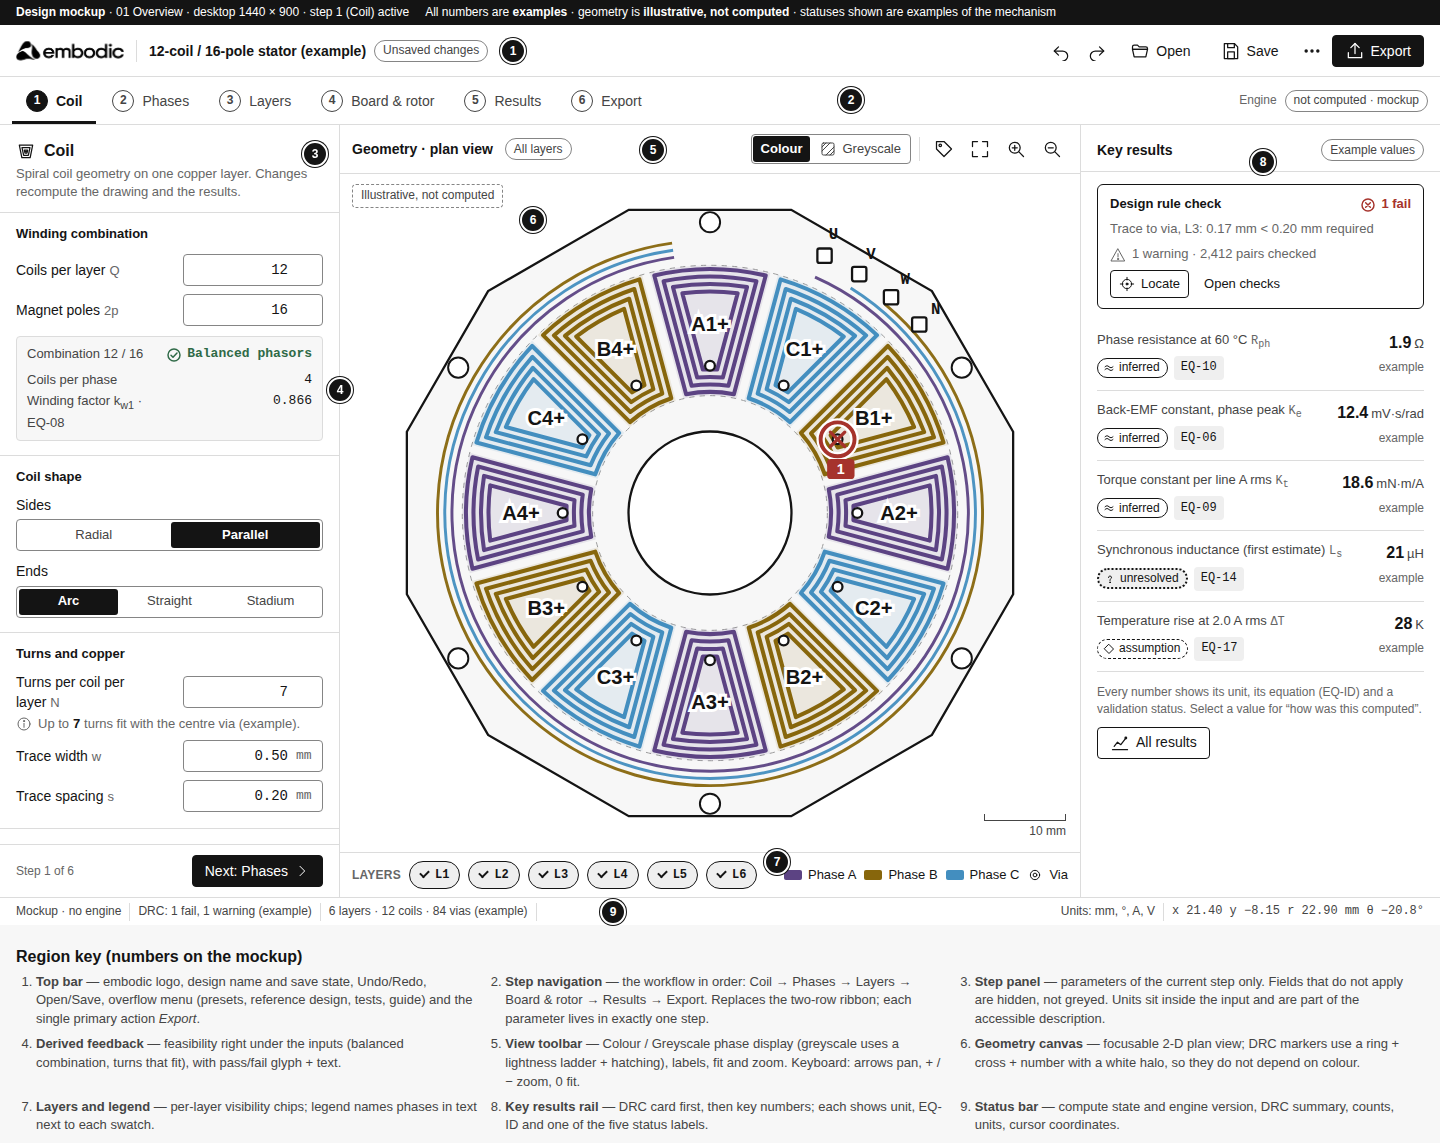 Design mockup · 01 Overview · desktop 1440 × 900 · step 1 (Coil) active All numbers are examples · geometry is illustrative, not computed · statuses shown are examples of the mechanism
embodic 12-coil / 16-pole stator (example) Unsaved changes 1 Open Save Export
1 Coil 2 Phases 3 Layers 4 Board & rotor 5 Results 6 Export 2 Engine not computed · mockup
Coil 3
Spiral coil geometry on one copper layer. Changes
recompute the drawing and the results.
Winding combination
Coils per layer Q 12
Magnet poles 2p 16
Combination 12 / 16 Balanced phasors
Coils per phase 4
Winding factor kw1 · 0.866
EQ-08
4
Coil shape
Sides
Radial Parallel
Ends
Arc Straight Stadium
Turns and copper
Turns per coil per
layer N 7
Up to 7 turns fit with the centre via (example).
Trace width w 0.50 mm
Trace spacing s 0.20 mm
Step 1 of 6 Next: Phases
Geometry · plan view All layers 5 Colour Greyscale
Illustrative, not computed
6
U
V
W
N
A1+
B4+ C1+
C4+ B1+
1
A4+ A2+
B3+ C2+
C3+ B2+
A3+
10 mm
LAYERS L1 L2 L3 L4 L5 L6 7 Phase A Phase B Phase C Via
Key results 8 Example values
Design rule check 1 fail
Trace to via, L3: 0.17 mm < 0.20 mm required
1 warning · 2,412 pairs checked
Locate Open checks
Phase resistance at 60 °C Rph 1.9 Ω
inferred EQ-10 example
Back-EMF constant, phase peak Ke 12.4 mV·s/rad
inferred EQ-06 example
Torque constant per line A rms Kt 18.6 mN·m/A
inferred EQ-09 example
Synchronous inductance (first estimate) Ls 21 µH
? unresolved EQ-14 example
Temperature rise at 2.0 A rms ΔT 28 K
assumption EQ-17 example
Every number shows its unit, its equation (EQ-ID) and a
validation status. Select a value for “how was this computed”.
All results
Mockup · no engine DRC: 1 fail, 1 warning (example) 6 layers · 12 coils · 84 vias (example) 9 Units: mm, °, A, V x 21.40 y −8.15 r 22.90 mm θ −20.8°
Region key (numbers on the mockup)
1. Top bar — embodic logo, design name and save state, Undo/Redo,
Open/Save, overflow menu (presets, reference design, tests, guide) and the
single primary action Export.
2. Step navigation — the workflow in order: Coil → Phases → Layers →
Board & rotor → Results → Export. Replaces the two-row ribbon; each
parameter lives in exactly one step.
3. Step panel — parameters of the current step only. Fields that do not apply
are hidden, not greyed. Units sit inside the input and are part of the
accessible description.
4. Derived feedback — feasibility right under the inputs (balanced
combination, turns that fit), with pass/fail glyph + text.
5. View toolbar — Colour / Greyscale phase display (greyscale uses a
lightness ladder + hatching), labels, fit and zoom. Keyboard: arrows pan, + /
− zoom, 0 fit.
6. Geometry canvas — focusable 2-D plan view; DRC markers use a ring +
cross + number with a white halo, so they do not depend on colour.
7. Layers and legend — per-layer visibility chips; legend names phases in text
next to each swatch.
8. Key results rail — DRC card first, then key numbers; each shows unit, EQ-
ID and one of the five status labels.
9. Status bar — compute state and engine version, DRC summary, counts,
units, cursor coordinates.